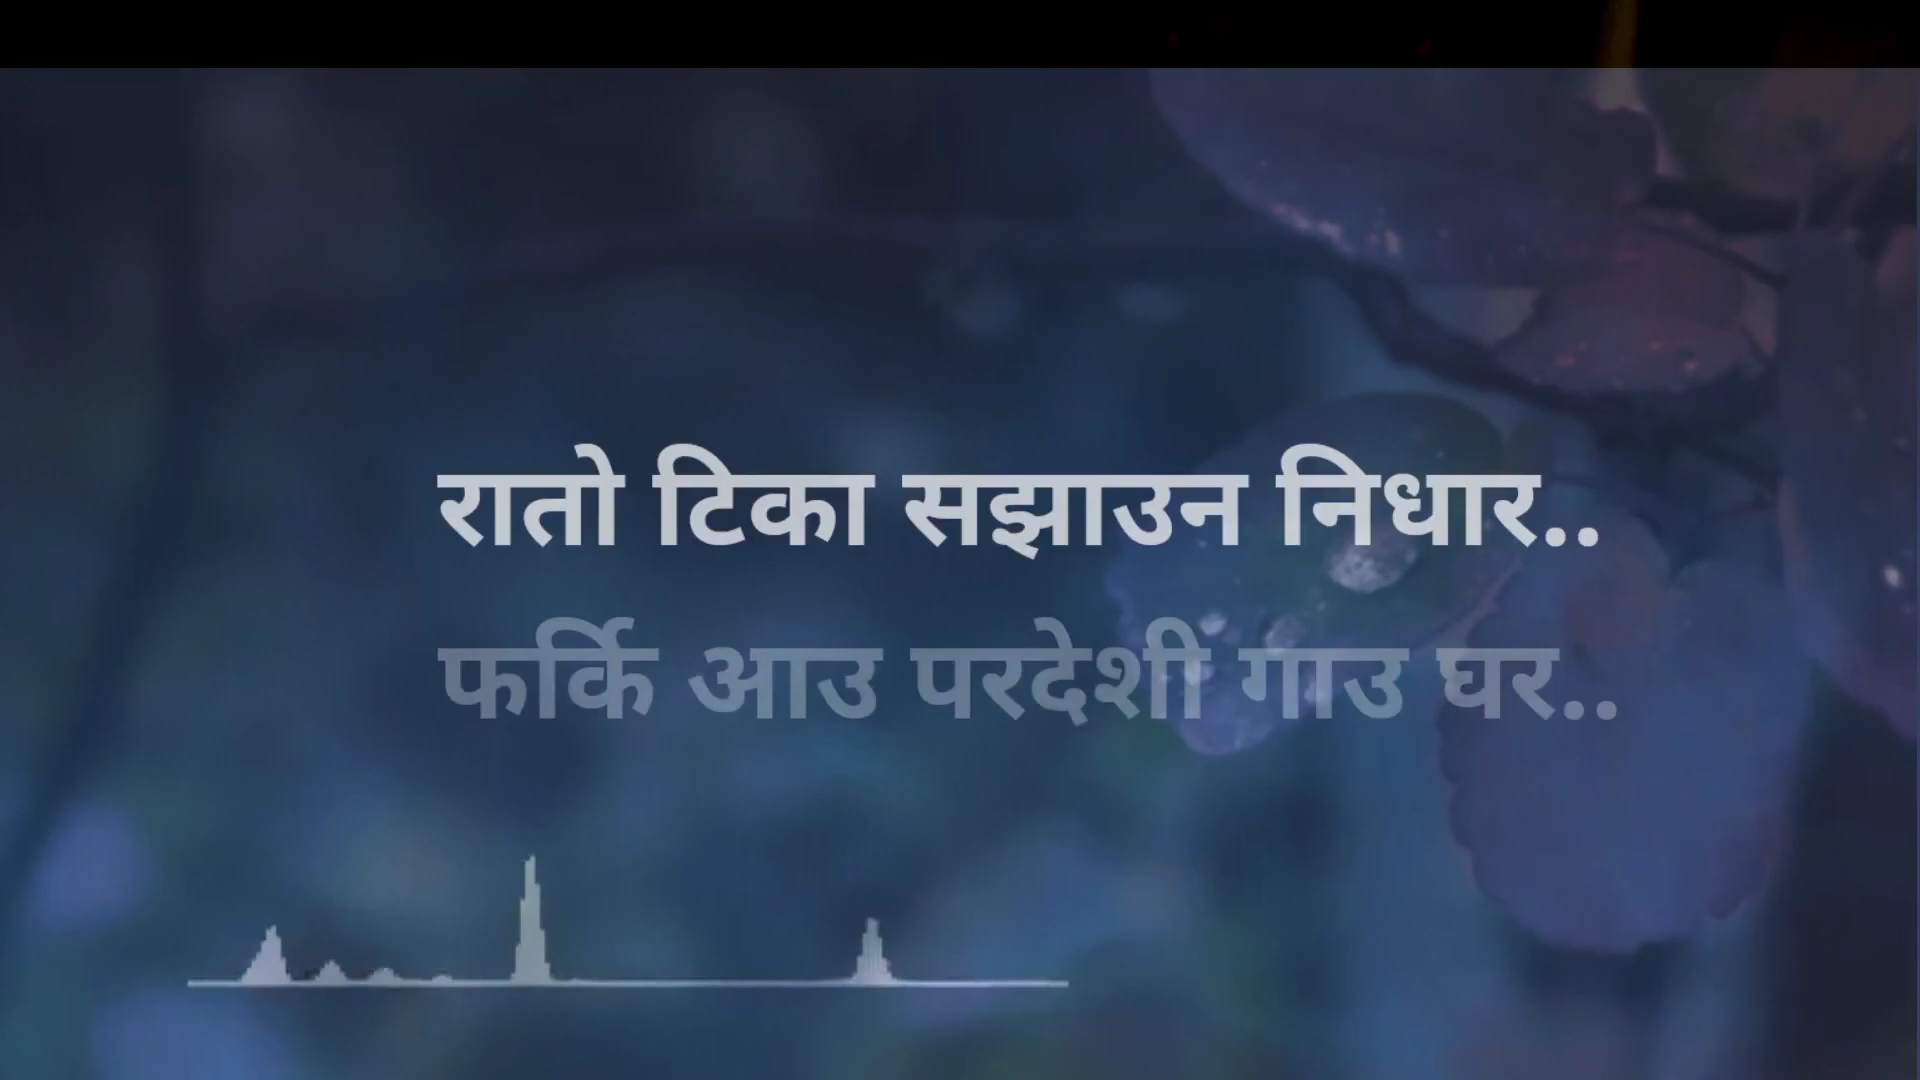 रातो टिका सझाउन निधार..
फर्कि आउ परदेशी गाउ घर..